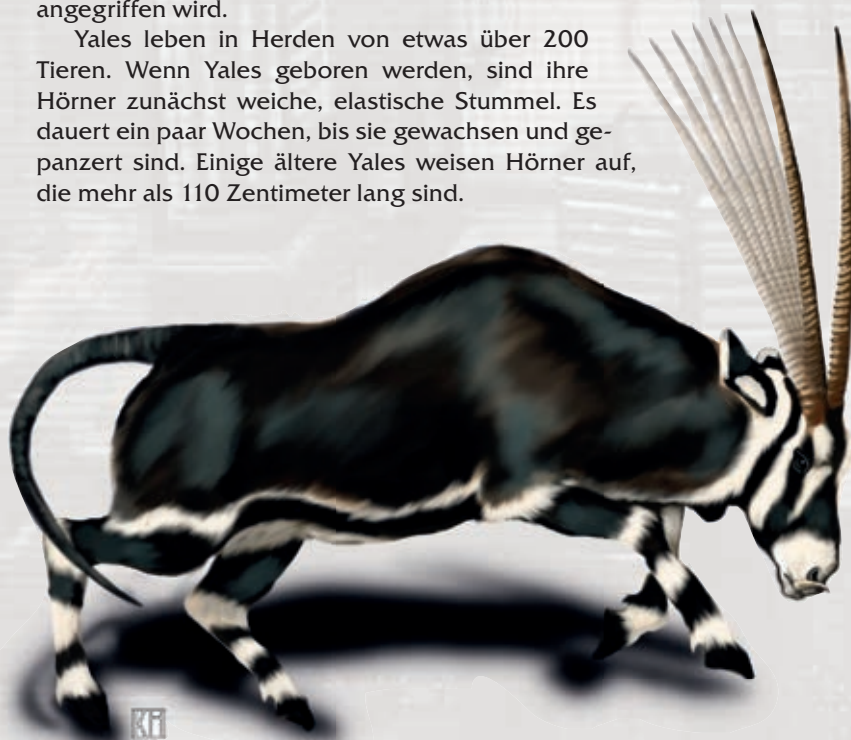 angegriffen wird.
Yales leben in Herden von etwas über 200
Tieren. Wenn Yales geboren werden, sind ihre
Hörner zunächst weiche, elastische Stummel. Es
dauert ein paar Wochen, bis sie gewachsen und ge-
panzert sind. Einige ältere Yales weisen Hörner auf,
die mehr als 110 Zentimeter lang sind.